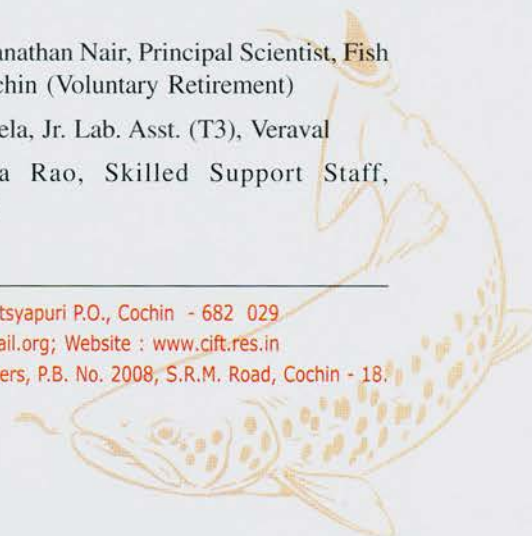 anathan Nair, Principal Scientist, Fish
chin (Voluntary Retirement)
ela, Jr. Lab. Asst. (T3), Veraval
a Rao, Skilled Support Staff,
tsyapuri P.O., Cochin - 682 029
ail.org; Website : www.cift.res.in
ers, P.B. No. 2008, S.R.M. Road, Cochin - 18.